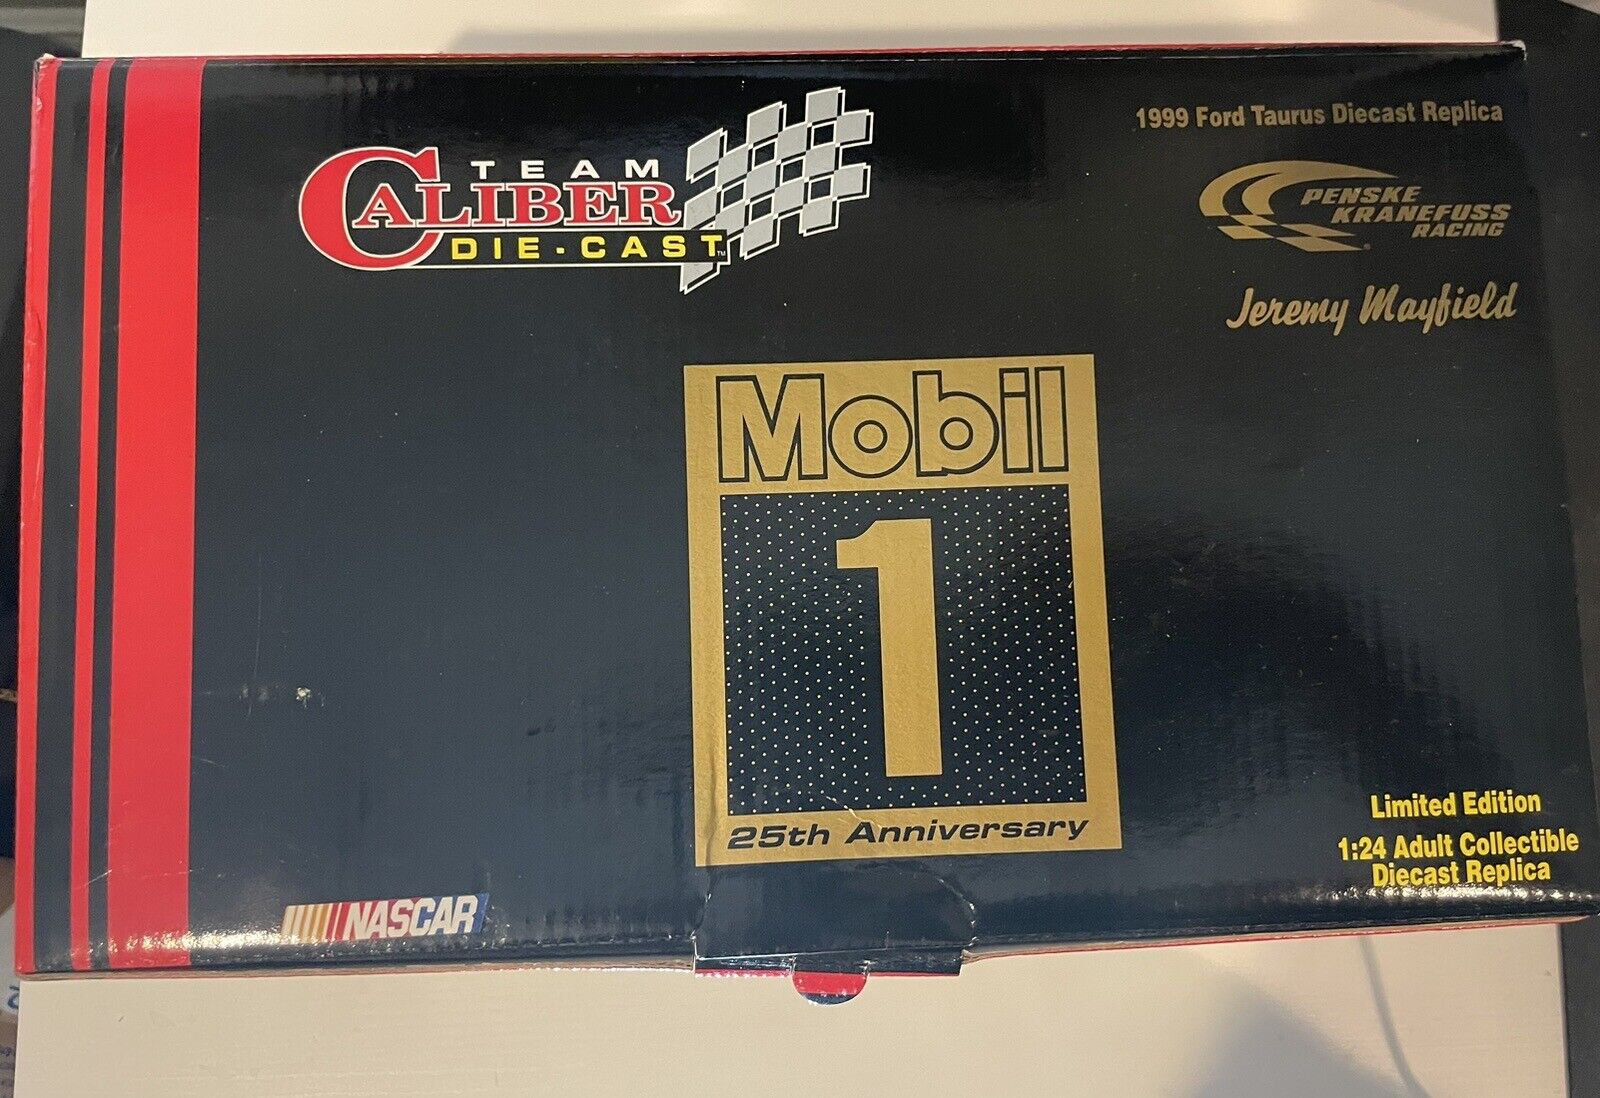 TEAM
CALIBER
DIE-CAST™
1999 Ford Taurus Diecast Replica
PENSKE
KRANEFUSS
RACING
Jeremy Mayfield
Mobil
1
25th Anniversary
NASCAR
Limited Edition
1:24 Adult Collectible
Diecast Replica